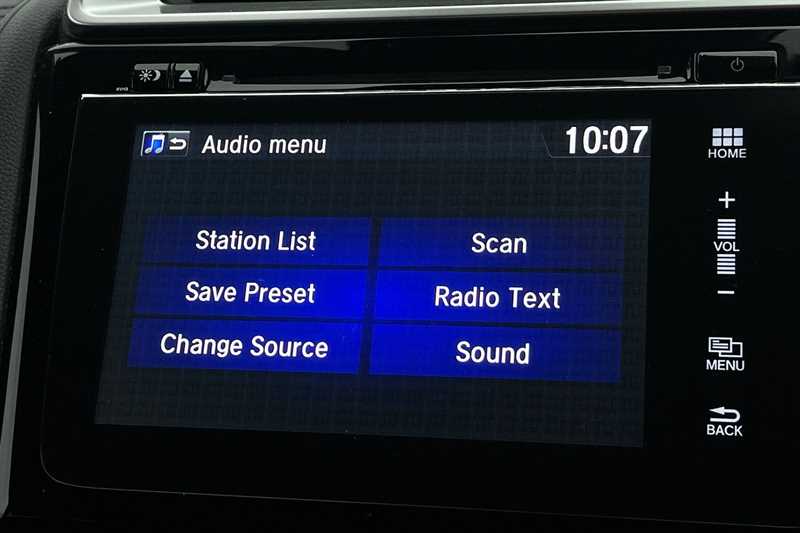 Audio menu
10:07
HOME
Station List
Scan
+
VOL
Save Preset
Radio Text
−
Change Source
Sound
MENU
BACK